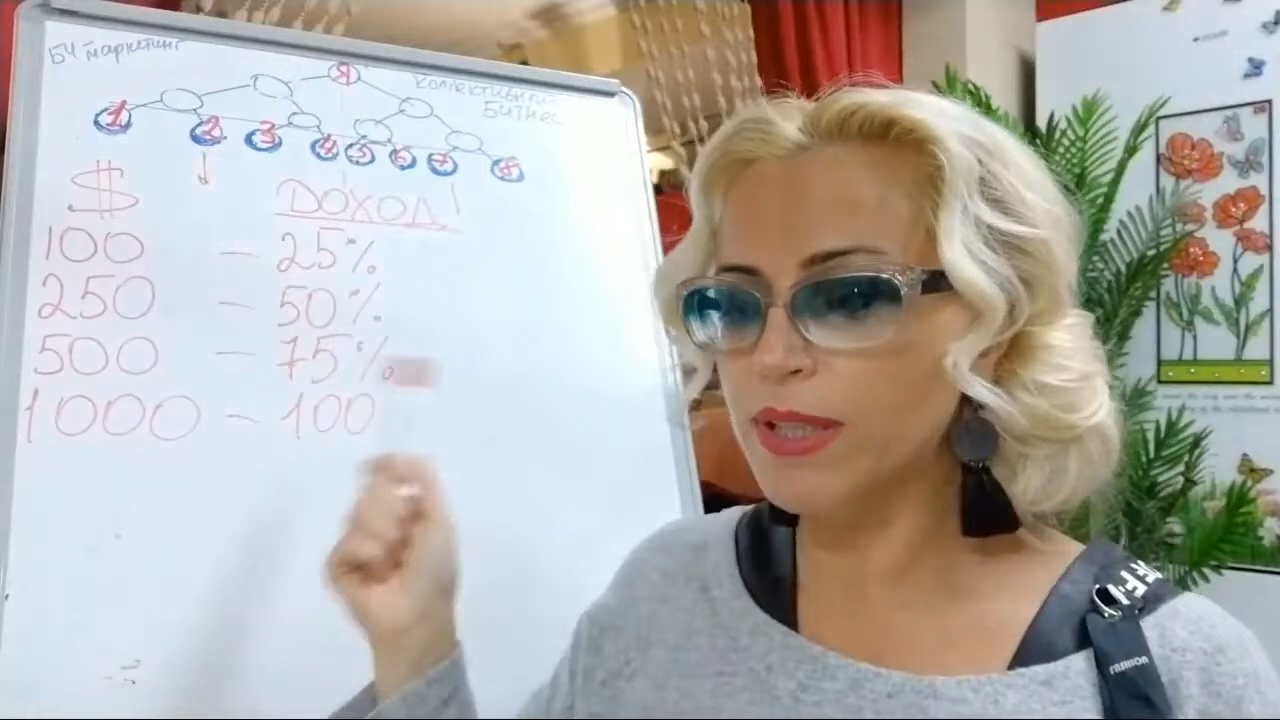 БЧ маркетинг
Я
Коллективный
Бизнес
1 2 3 4 5 6 7 8
$ ДОХОД!
100 – 25%
250 – 50%
500 – 75%
1000 – 100
FASHION